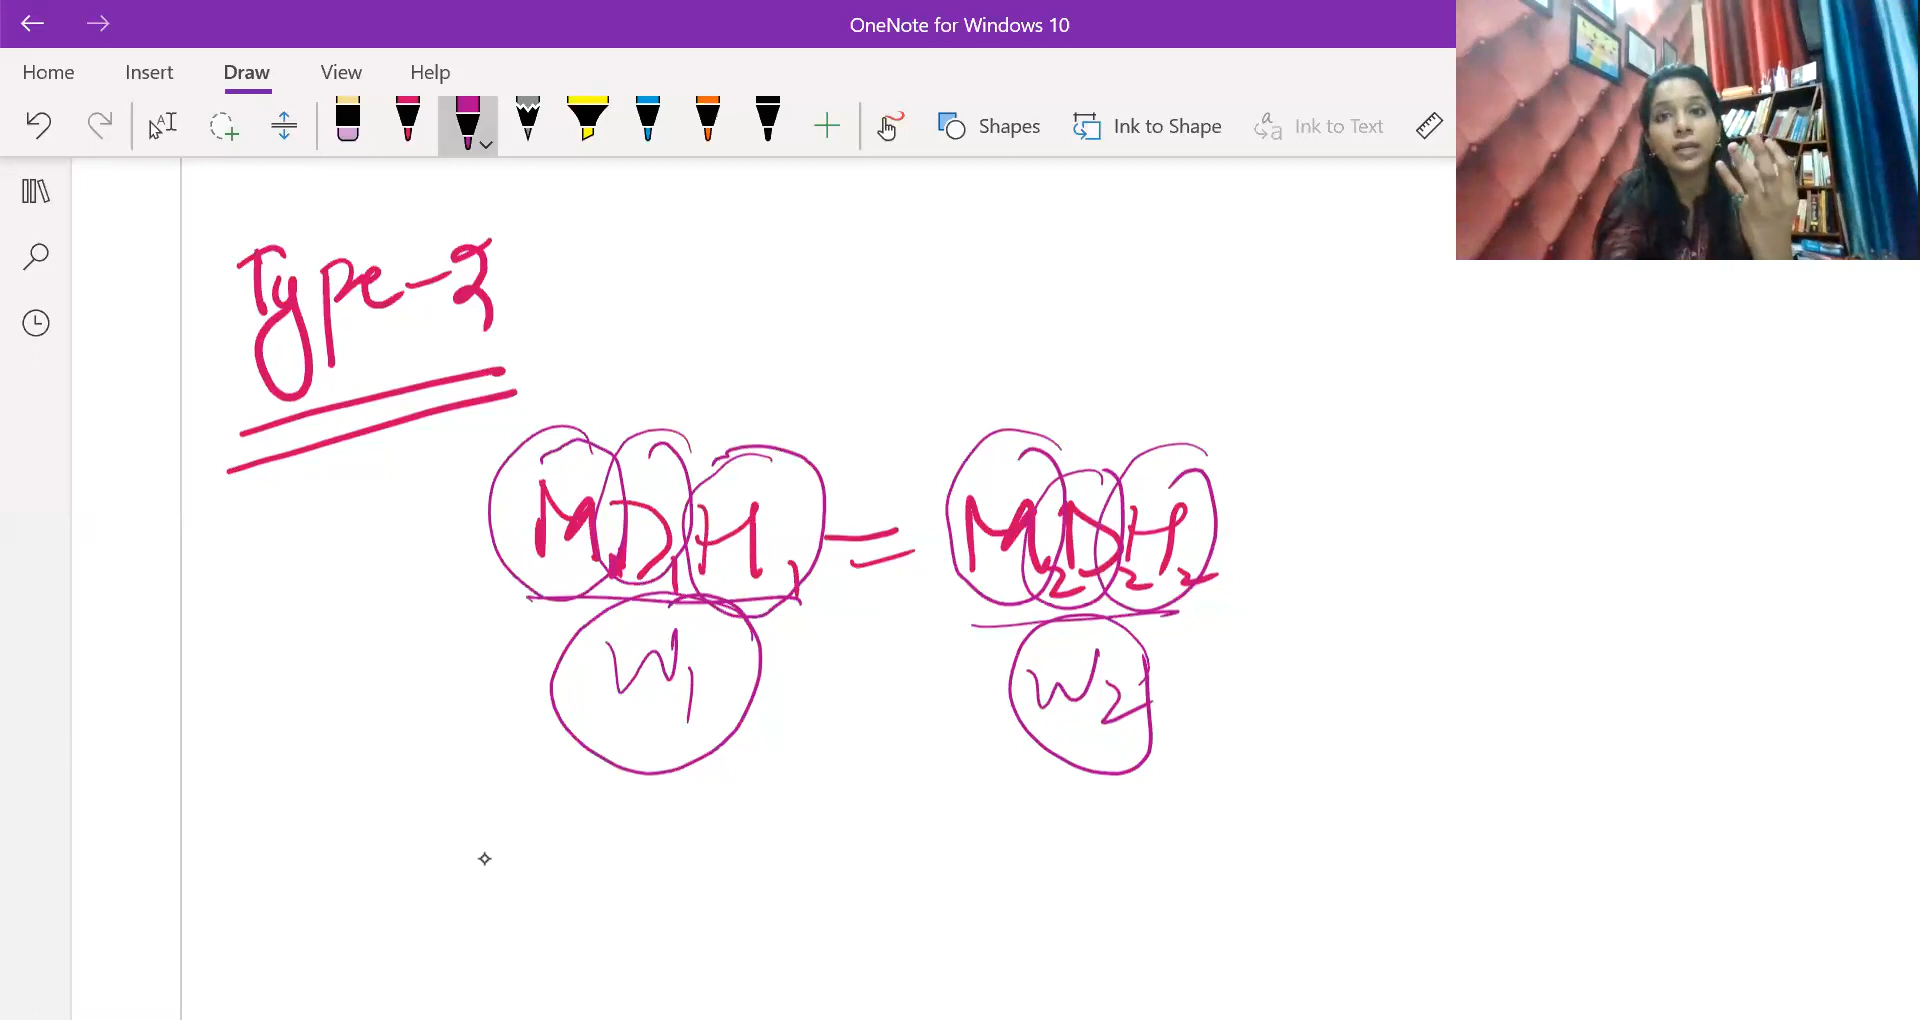 OneNote for Windows 10
Home Insert Draw View Help
Shapes Ink to Shape Ink to Text
Type-2
M₁D₁H₁ = M₂D₂H₂
W₁ W₂